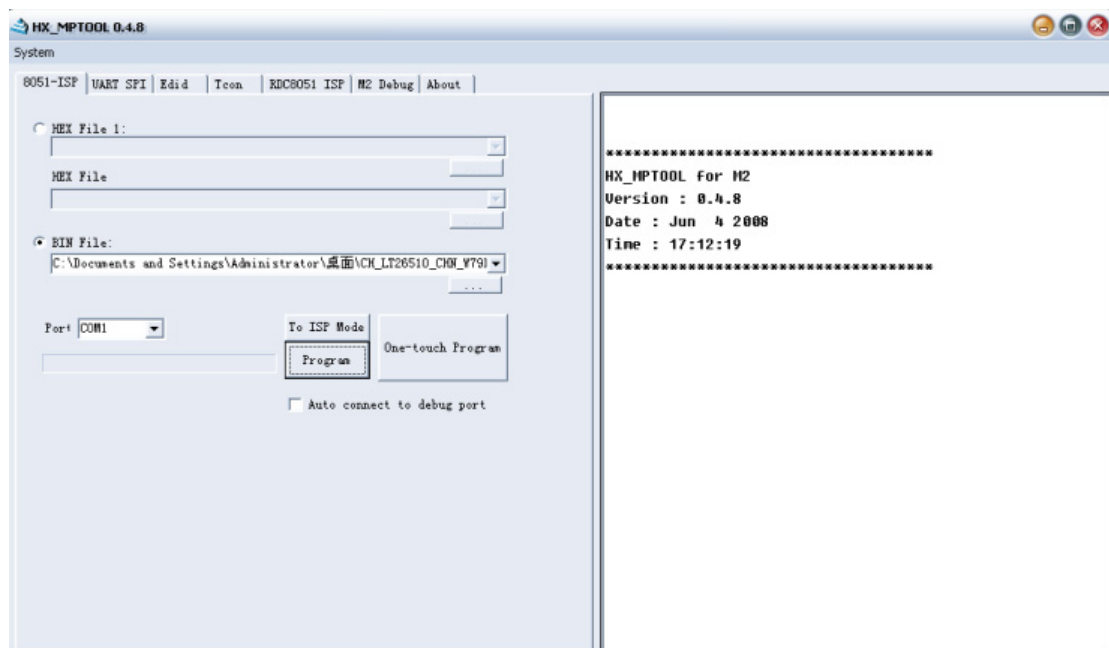 HX_MPTOOL 0.4.8
System
8051-ISP UART SPI Edid Tcon RDC8051 ISP M2 Debug About
HEX File 1:
HEX File
BIN File:
C:\Documents and Settings\Administrator\桌面\CH_LT26510_CHN_W79
...
Port COM1
To ISP Mode
Program
One-touch Program
Auto connect to debug port
************************************
HX_MPTOOL for M2
Version : 0.4.8
Date : Jun 4 2008
Time : 17:12:19
************************************